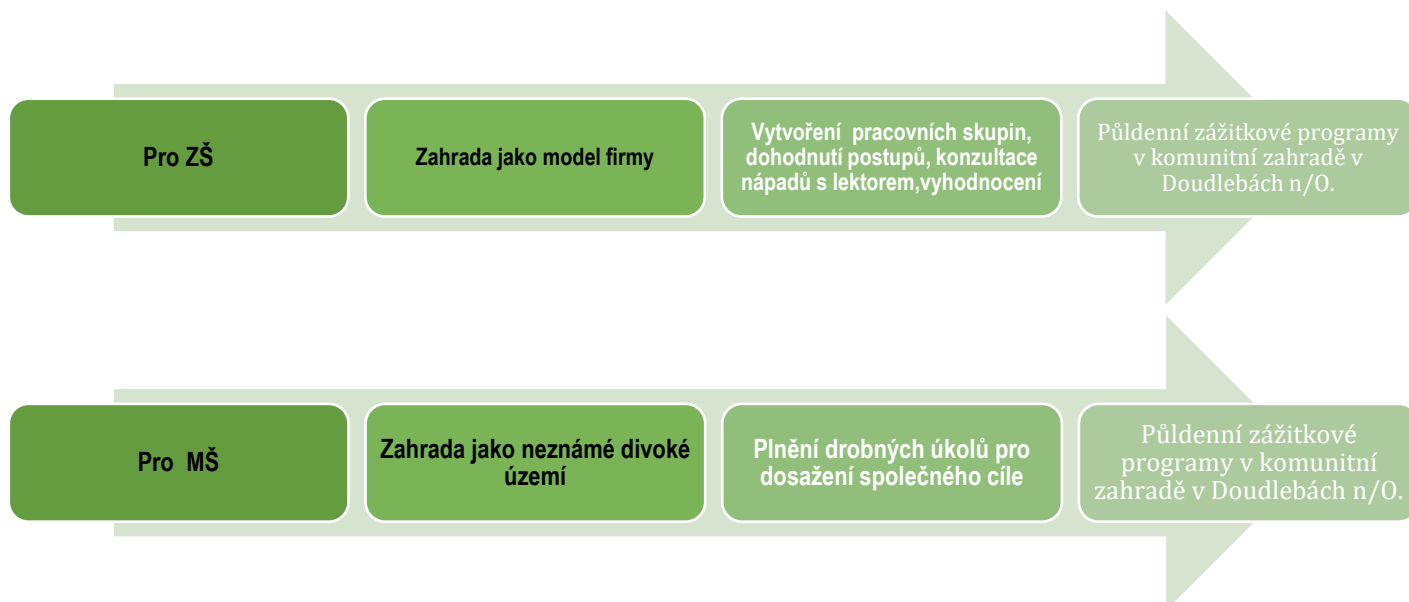 Pro ZŠ
Zahrada jako model firmy
Vytvoření  pracovních skupin,
dohodnutí postupů, konzultace
nápadů s lektorem,vyhodnocení
Půldenní zážitkové programy
v komunitní zahradě v
Doudlebách n/O.
Pro  MŠ
Zahrada jako neznámé divoké
území
Plnění drobných úkolů pro
dosažení společného cíle
Půldenní zážitkové
programy v komunitní
zahradě v Doudlebách n/O.